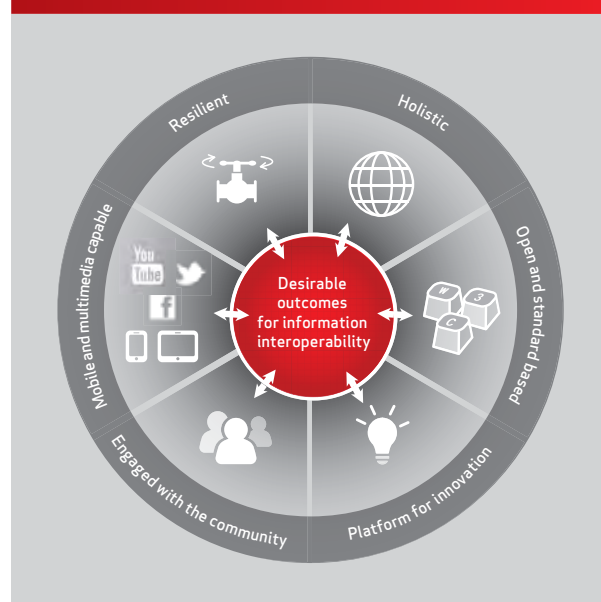 Resilient
Holistic
Mobile and multimedia capable
You
Tube
f
Desirable
outcomes
for information
interoperability
W
3
C
Open and standard based
Engaged with the community
Platform for innovation